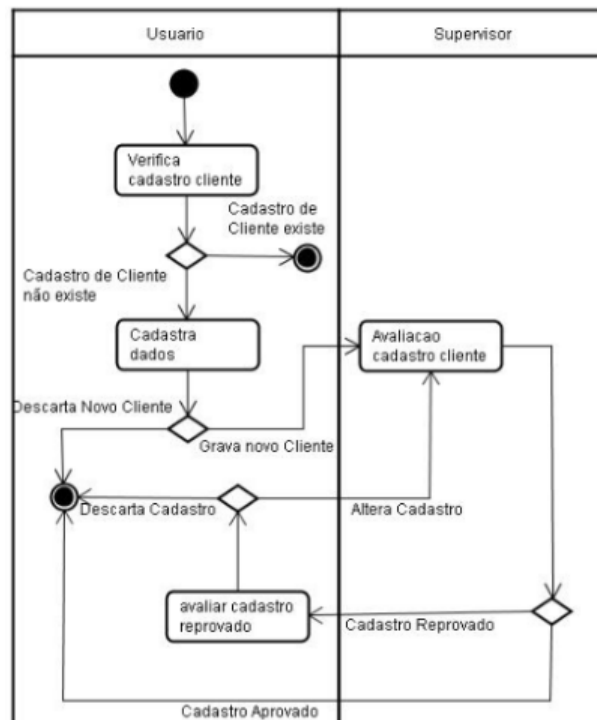 Usuario
Supervisor
Verifica
cadastro cliente
Cadastro de
Cliente existe
Cadastro de Cliente
não existe
Cadastra
dados
Avaliacao
cadastro cliente
Descarta Novo Cliente
Grava novo Cliente
Descarta Cadastro
Altera Cadastro
avaliar cadastro
reprovado
Cadastro Reprovado
Cadastro Aprovado